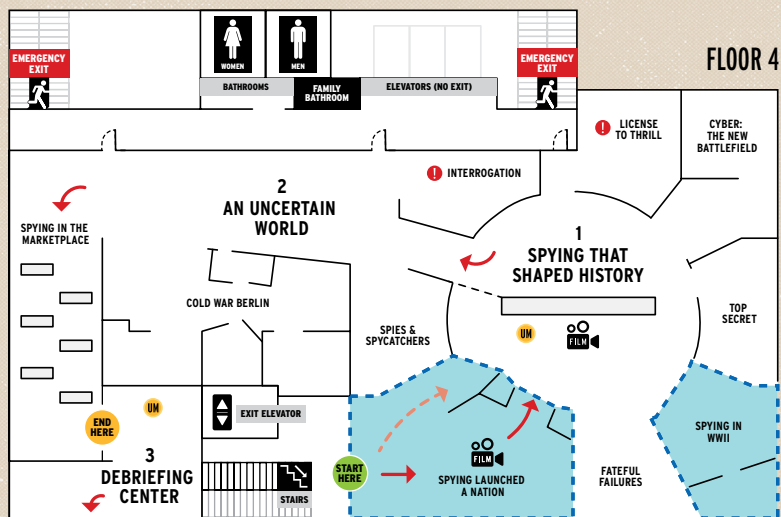 FLOOR 4
EMERGENCY
EXIT
WOMEN
MEN
BATHROOMS
FAMILY
BATHROOM
ELEVATORS (NO EXIT)
EMERGENCY
EXIT
! LICENSE
TO THRILL
CYBER:
THE NEW
BATTLEFIELD
! INTERROGATION
2
AN UNCERTAIN
WORLD
SPYING IN THE
MARKETPLACE
1
SPYING THAT
SHAPED HISTORY
COLD WAR BERLIN
SPIES &
SPYCATCHERS
UM
FILM
TOP
SECRET
UM
END
HERE
EXIT ELEVATOR
3
DEBRIEFING
CENTER
STAIRS
START
HERE
FILM
SPYING LAUNCHED
A NATION
FATEFUL
FAILURES
SPYING IN
WWII